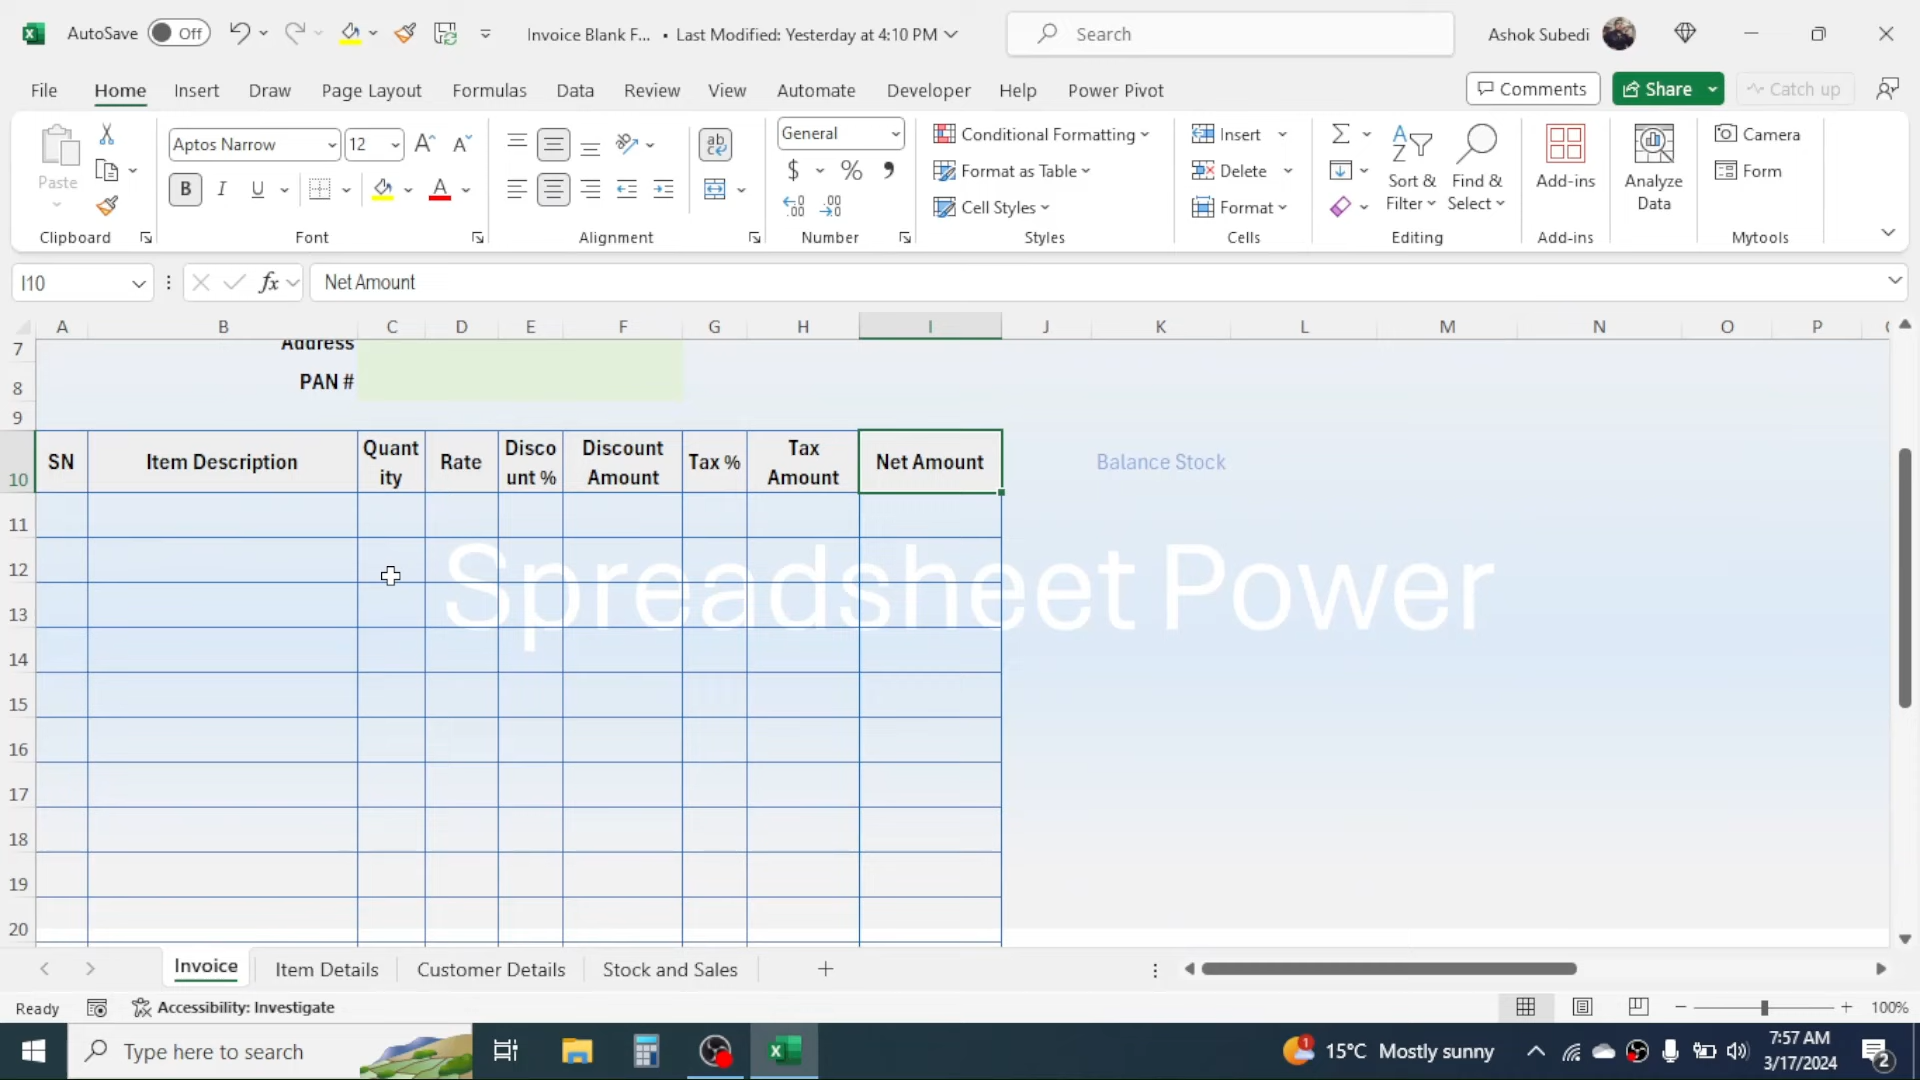 AutoSave Off Invoice Blank F... • Last Modified: Yesterday at 4:10 PM Search Ashok Subedi
File Home Insert Draw Page Layout Formulas Data Review View Automate Developer Help Power Pivot Comments Share Catch up
Paste
Clipboard
Aptos Narrow 12
B I U A
Font
ab
Alignment
General
$ %
Number
Conditional Formatting
Format as Table
Cell Styles
Styles
Insert
Delete
Format
Cells
Sort &
Filter
Find &
Select
Editing
Add-ins
Add-ins
Analyze
Data
Camera
Form
Mytools
I10 fx Net Amount
A B C D E F G H I J K L M N O P
7 Address
8 PAN #
9
10 SN Item Description Quant
ity Rate Disco
unt % Discount
Amount Tax % Tax
Amount Net Amount Balance Stock
11
12
Spreadsheet Power
13
14
15
16
17
18
19
20
Invoice Item Details Customer Details Stock and Sales
Ready Accessibility: Investigate 100%
Type here to search 1 15°C Mostly sunny 7:57 AM
3/17/2024 2